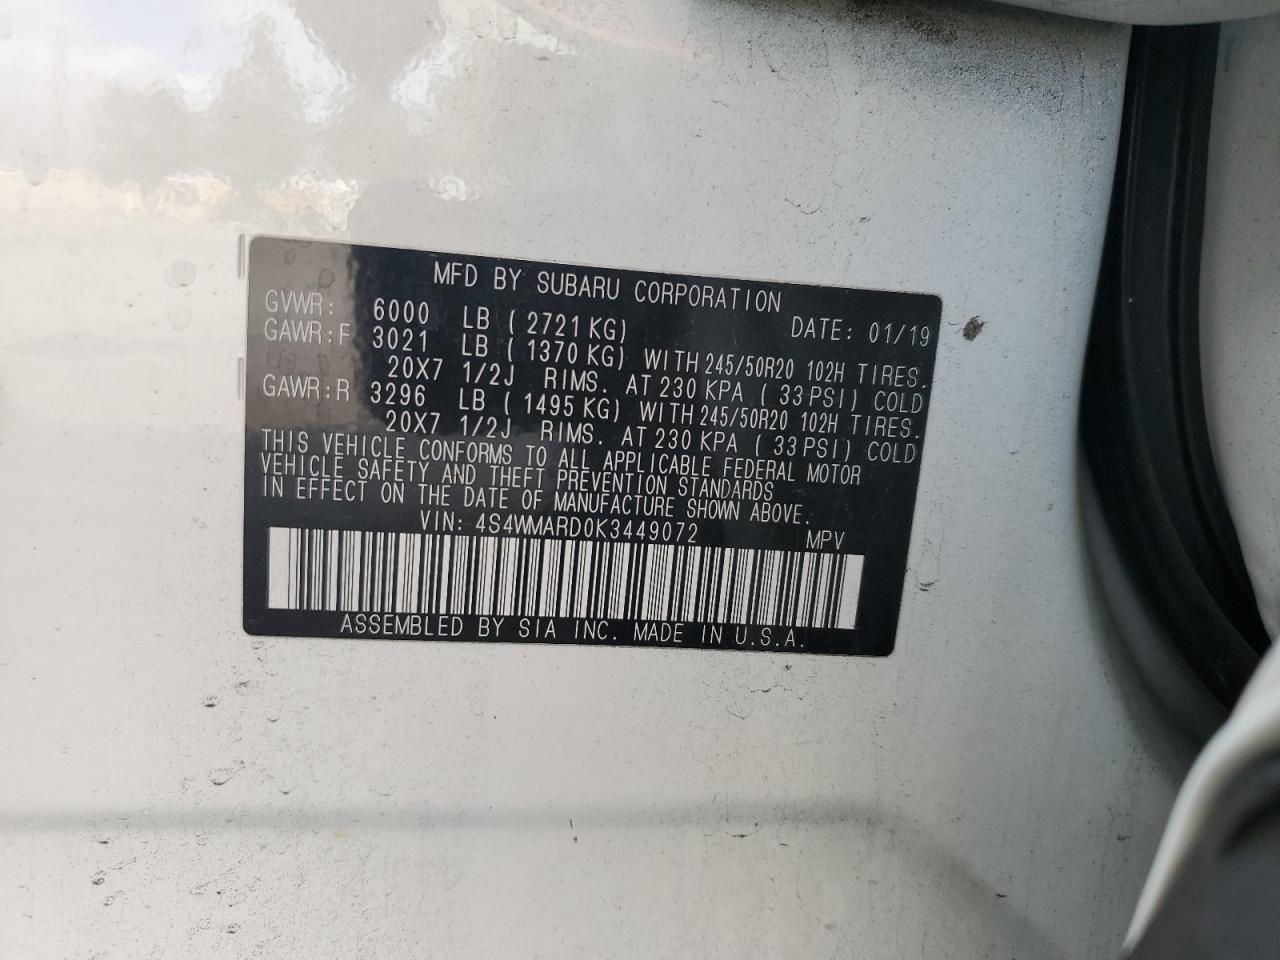 MFD BY SUBARU CORPORATION
GVWR: 6000 LB ( 2721 KG) DATE: 01/19
GAWR:F 3021 LB ( 1370 KG) WITH 245/50R20 102H TIRES.
20X7 1/2J RIMS. AT 230 KPA ( 33 PSI) COLD
GAWR:R 3296 LB ( 1495 KG) WITH 245/50R20 102H TIRES.
20X7 1/2J RIMS. AT 230 KPA ( 33 PSI) COLD
THIS VEHICLE CONFORMS TO ALL APPLICABLE FEDERAL MOTOR
VEHICLE SAFETY AND THEFT PREVENTION STANDARDS
IN EFFECT ON THE DATE OF MANUFACTURE SHOWN ABOVE.
VIN: 4S4WMARD0K3449072 MPV
ASSEMBLED BY SIA INC. MADE IN U.S.A.